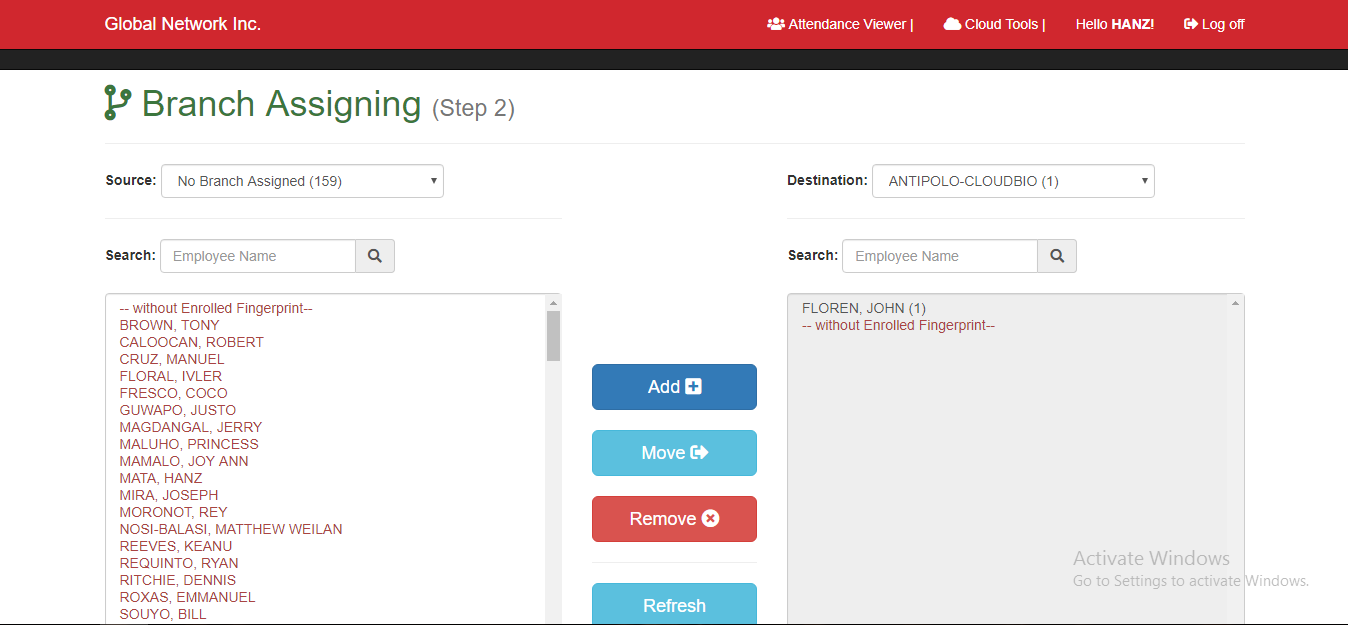 Global Network Inc.
Attendance Viewer |
Cloud Tools |
Hello HANZ!
Log off
Branch Assigning (Step 2)
Source: No Branch Assigned (159)
Search: Employee Name
-- without Enrolled Fingerprint--
BROWN, TONY
CALOOCAN, ROBERT
CRUZ, MANUEL
FLORAL, IVLER
FRESCO, COCO
GUWAPO, JUSTO
MAGDANGAL, JERRY
MALUHO, PRINCESS
MAMALO, JOY ANN
MATA, HANZ
MIRA, JOSEPH
MORONOT, REY
NOSI-BALASI, MATTHEW WEILAN
REEVES, KEANU
REQUINTO, RYAN
RITCHIE, DENNIS
ROXAS, EMMANUEL
SOUYO, BILL
Add
Move
Remove
Refresh
Destination: ANTIPOLO-CLOUDBIO (1)
Search: Employee Name
FLOREN, JOHN (1)
-- without Enrolled Fingerprint--
Activate Windows
Go to Settings to activate Windows.